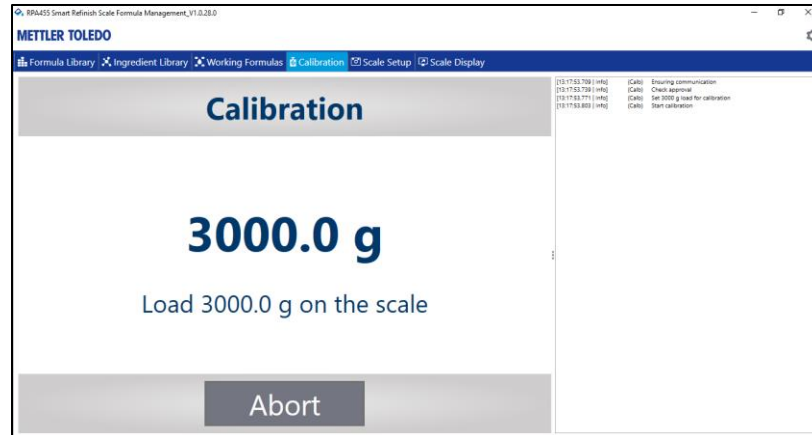 RPA455 Smart Refinish Scale Formula Management_V1.0.28.0
METTLER TOLEDO
Formula Library Ingredient Library Working Formulas Calibration Scale Setup Scale Display
Calibration
3000.0 g
Load 3000.0 g on the scale
Abort
[13:17:53.709 | Info] (Calib) Ensuring communication
[13:17:53.739 | Info] (Calib) Check approval
[13:17:53.771 | Info] (Calib) Set 3000 g load for calibration
[13:17:53.803 | Info] (Calib) Start calibration